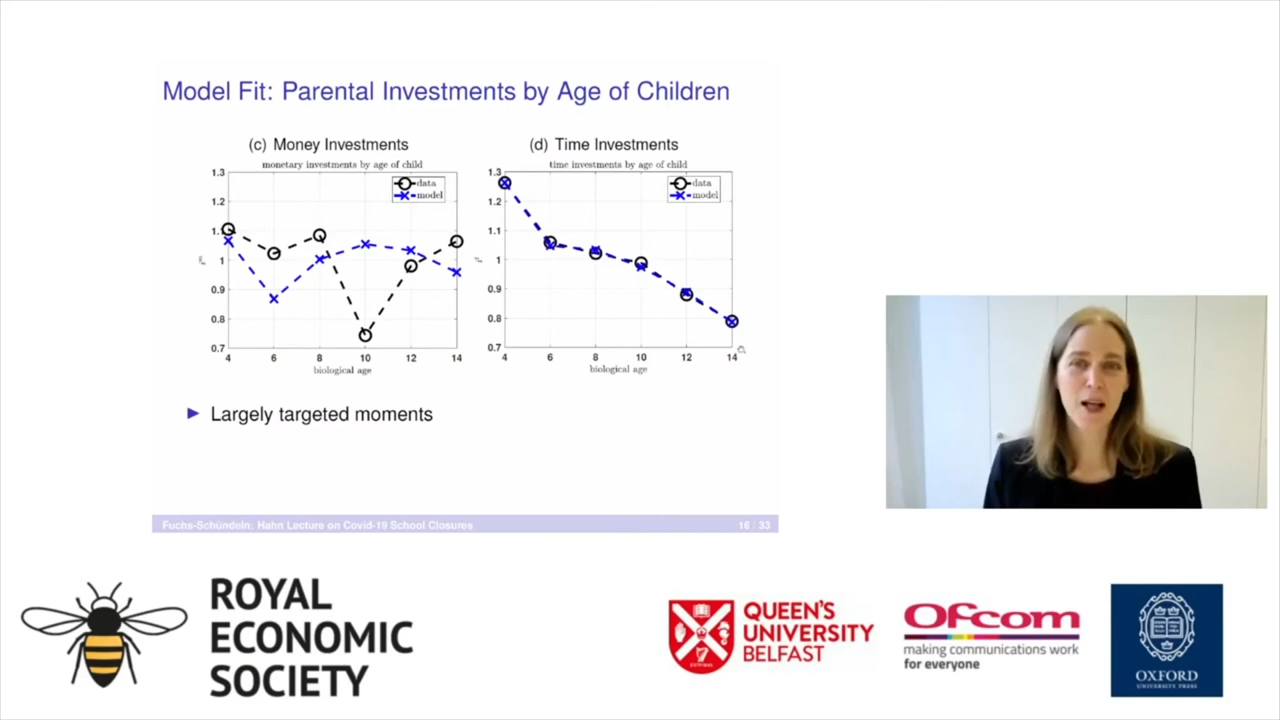 Model Fit: Parental Investments by Age of Children
(c) Money Investments
monetary investments by age of child
1.3
1.2
1.1
1
0.9
0.8
0.7
4 6 8 10 12 14
biological age
data
model
(d) Time Investments
time investments by age of child
1.3
1.2
1.1
1
0.9
0.8
0.7
4 6 8 10 12 14
biological age
data
model
Largely targeted moments
Fuchs-Schündeln: Hahn Lecture on Covid-19 School Closures 16 / 33
ROYAL
ECONOMIC
SOCIETY
QUEEN'S
UNIVERSITY
BELFAST
Ofcom
making communications work
for everyone
OXFORD
UNIVERSITY PRESS